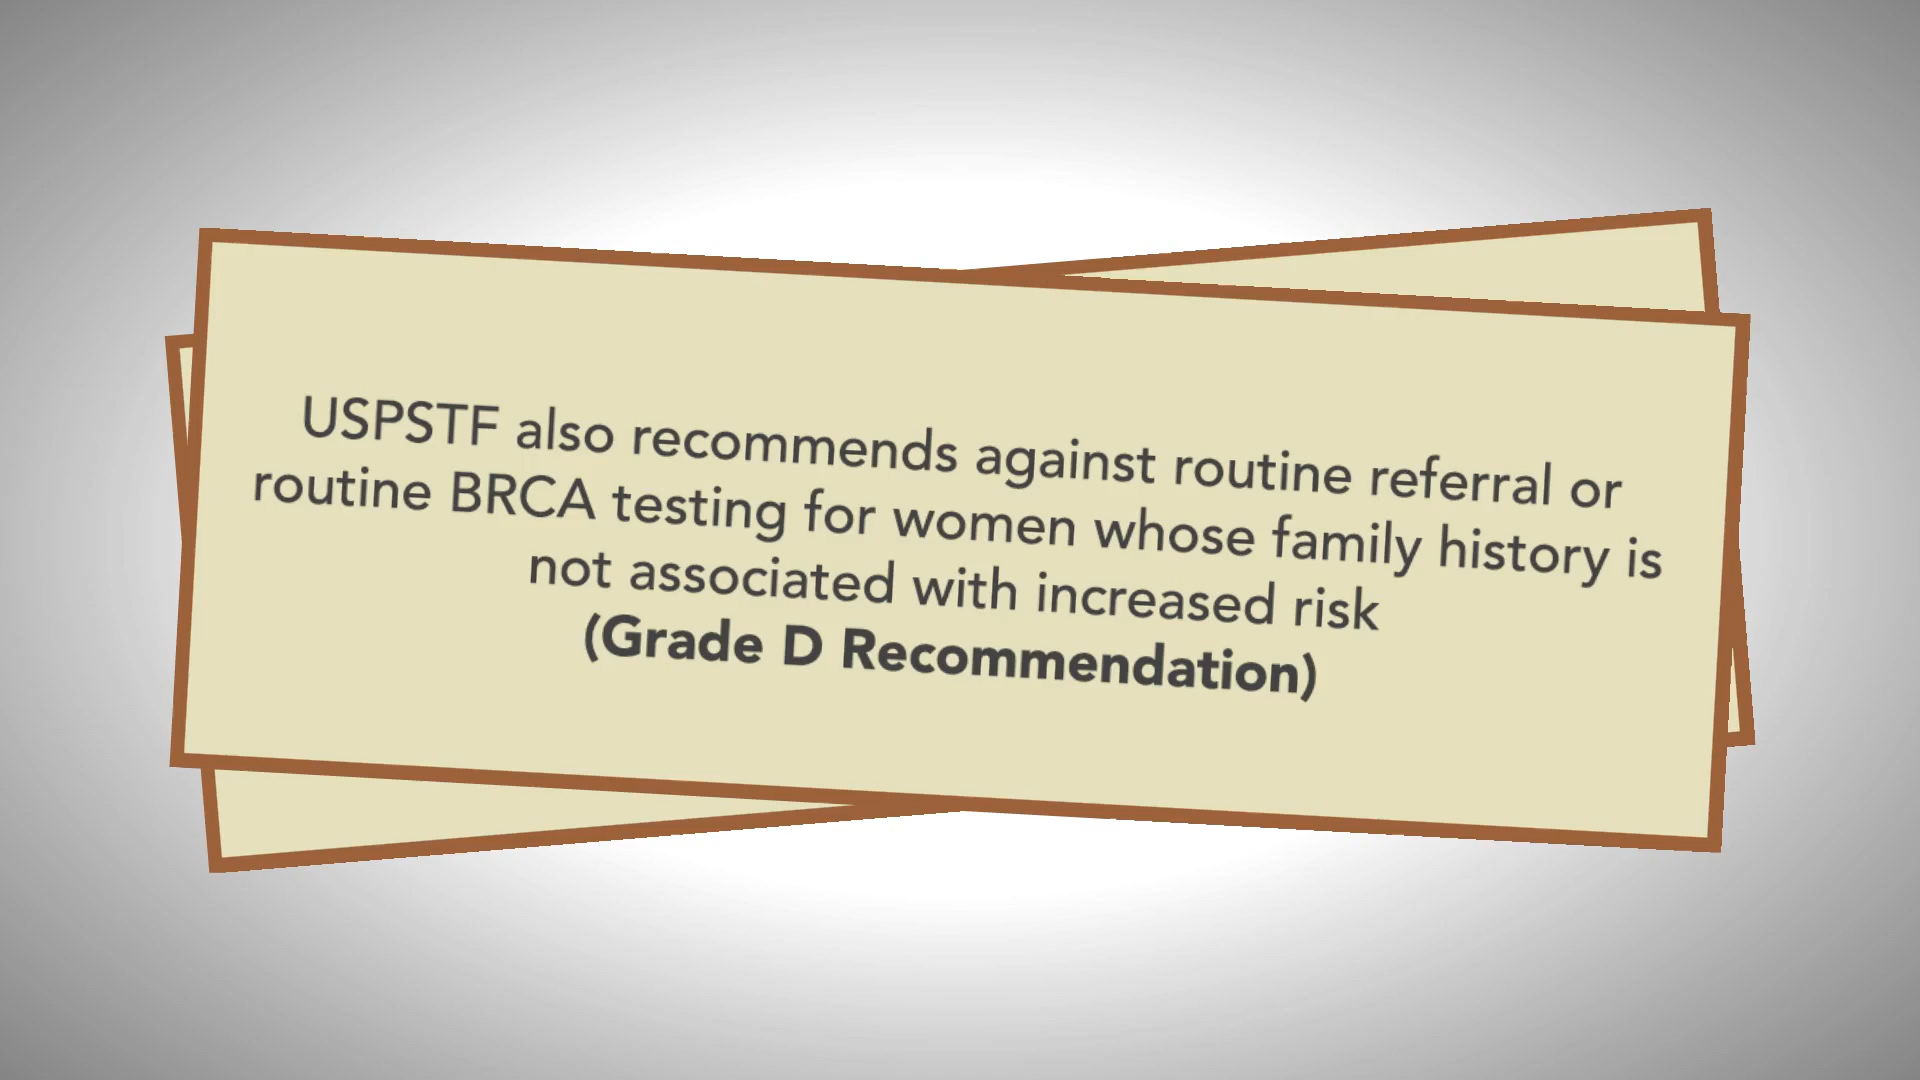 USPSTF also recommends against routine referral or
routine BRCA testing for women whose family history is
not associated with increased risk
(Grade D Recommendation)